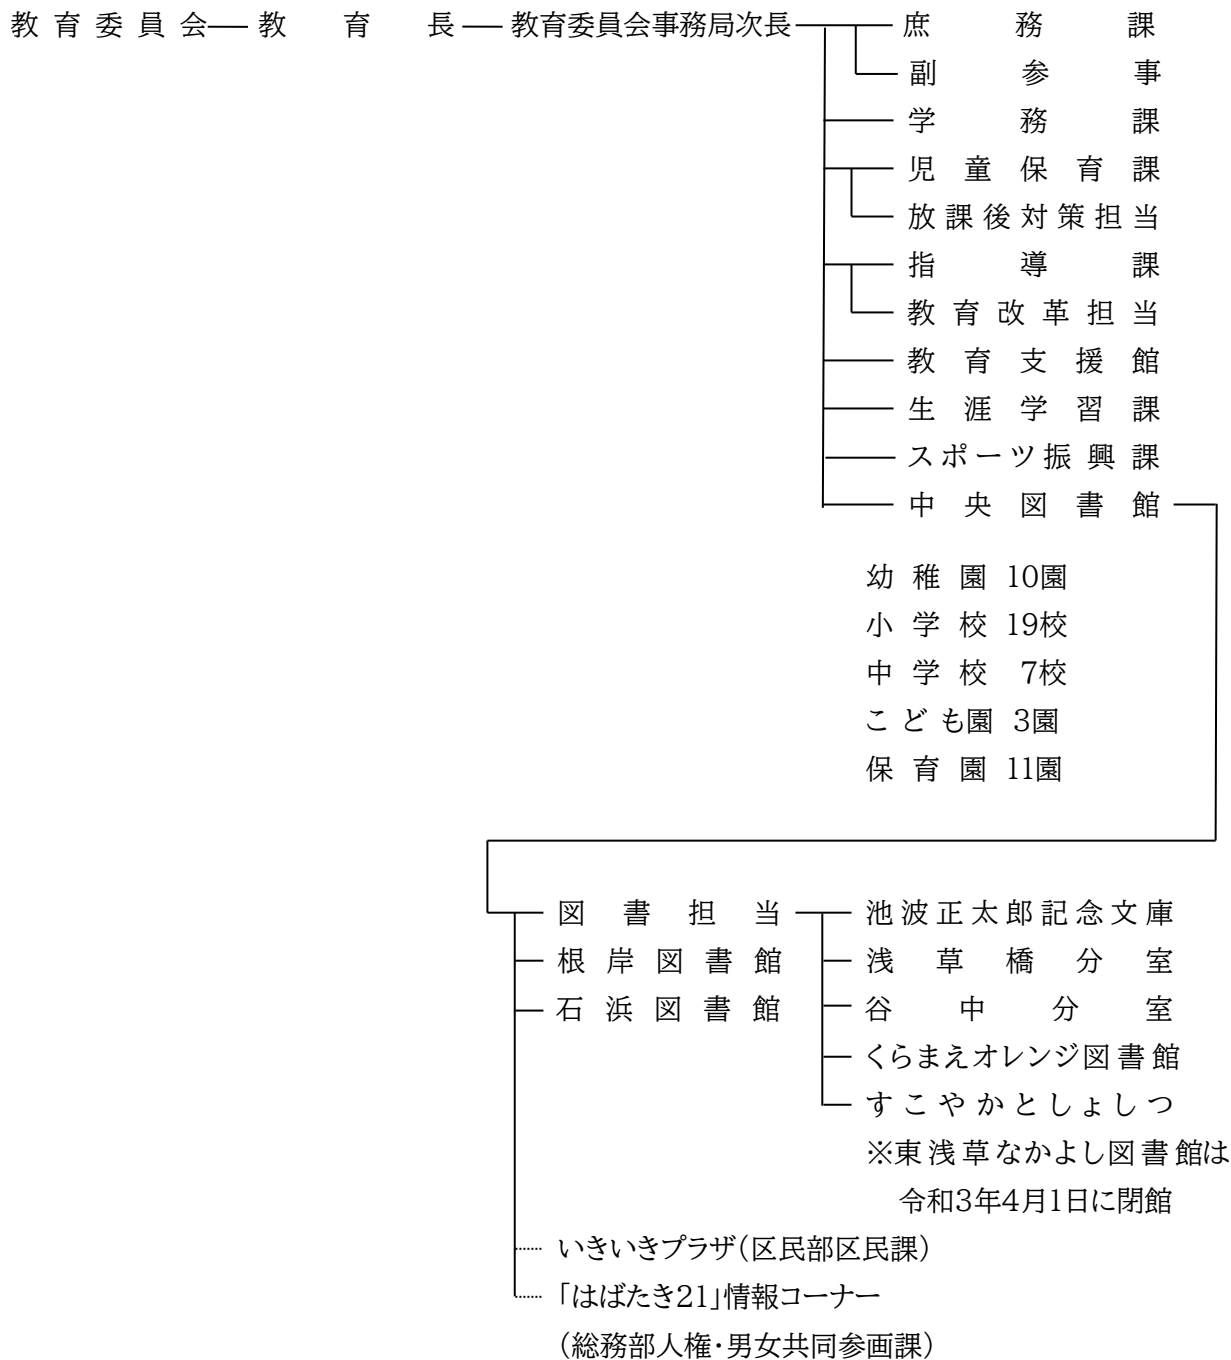 教育委員会 教育長 教育委員会事務局次長 庶務課
副参事
学務課
児童保育課
放課後対策担当
指導課
教育改革担当
教育支援館
生涯学習課
スポーツ振興課
中央図書館
幼稚園 10園
小学校 19校
中学校 7校
こども園 3園
保育園 11園
図書担当 池波正太郎記念文庫
根岸図書館 浅草橋分室
石浜図書館 谷中分室
くらまえオレンジ図書館
すこやかとしょしつ
※東浅草なかよし図書館は
令和3年4月1日に閉館
いきいきプラザ(区民部区民課)
「はばたき21」情報コーナー
(総務部人権・男女共同参画課)